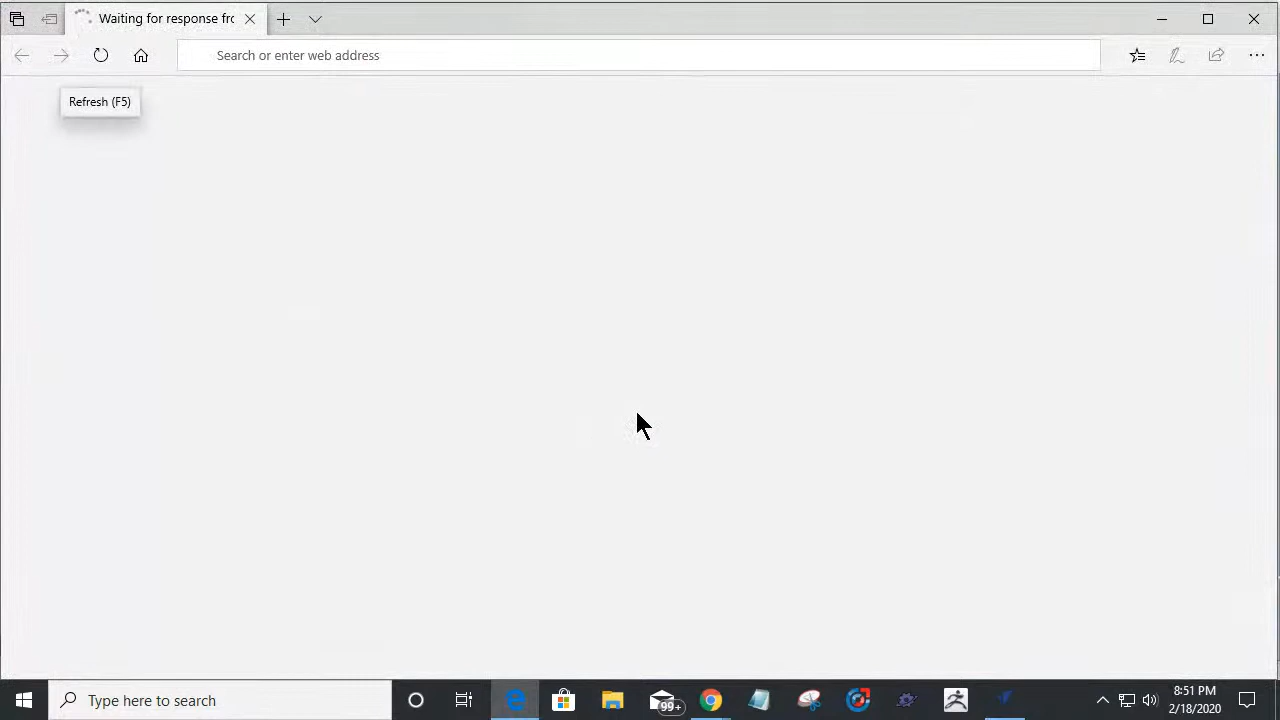 Waiting for response fro
Search or enter web address
Refresh (F5)
Type here to search
99+
8:51 PM
2/18/2020